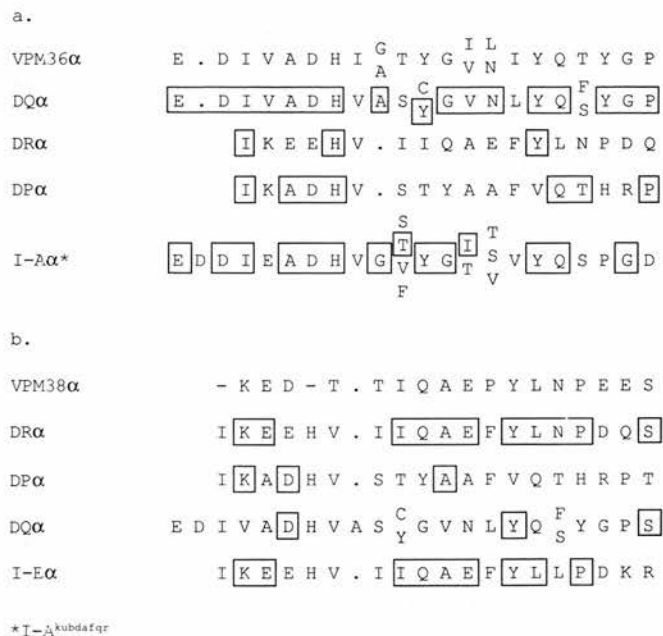 a.
G I L
VPM36α E . D I V A D H I T Y G I Y Q T Y G P
A V N
C F
DQα E . D I V A D H V A S G V N L Y Q Y G P
Y S
DRα I K E E H V . I I Q A E F Y L N P D Q
DPα I K A D H V . S T Y A A F V Q T H R P
S T
T I S
I-Aα* E D D I E A D H V G Y G V Y Q S P G D
V T V
F
b.
VPM38α - K E D - T . T I Q A E P Y L N P E E S
DRα I K E E H V . I I Q A E F Y L N P D Q S
DPα I K A D H V . S T Y A A F V Q T H R P T
C F
DQα E D I V A D H V A S G V N L Y Q Y G P S
Y S
I-Eα I K E E H V . I I Q A E F Y L L P D K R
*I-A kubdafqr